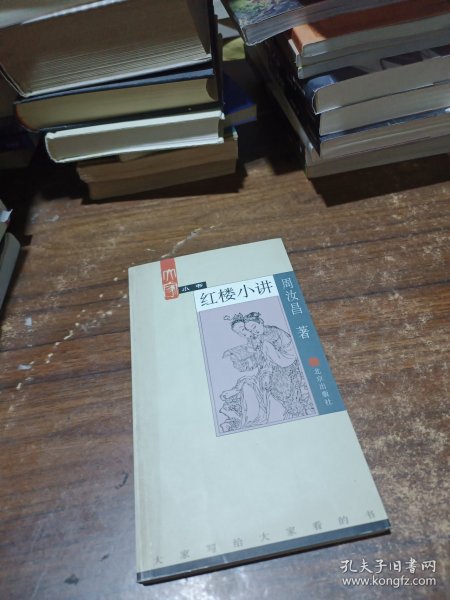 大家
小书
红楼小讲
周汝昌 著
北京出版社
大家写给大家看的书
孔夫子旧书网
www.kongfz.com